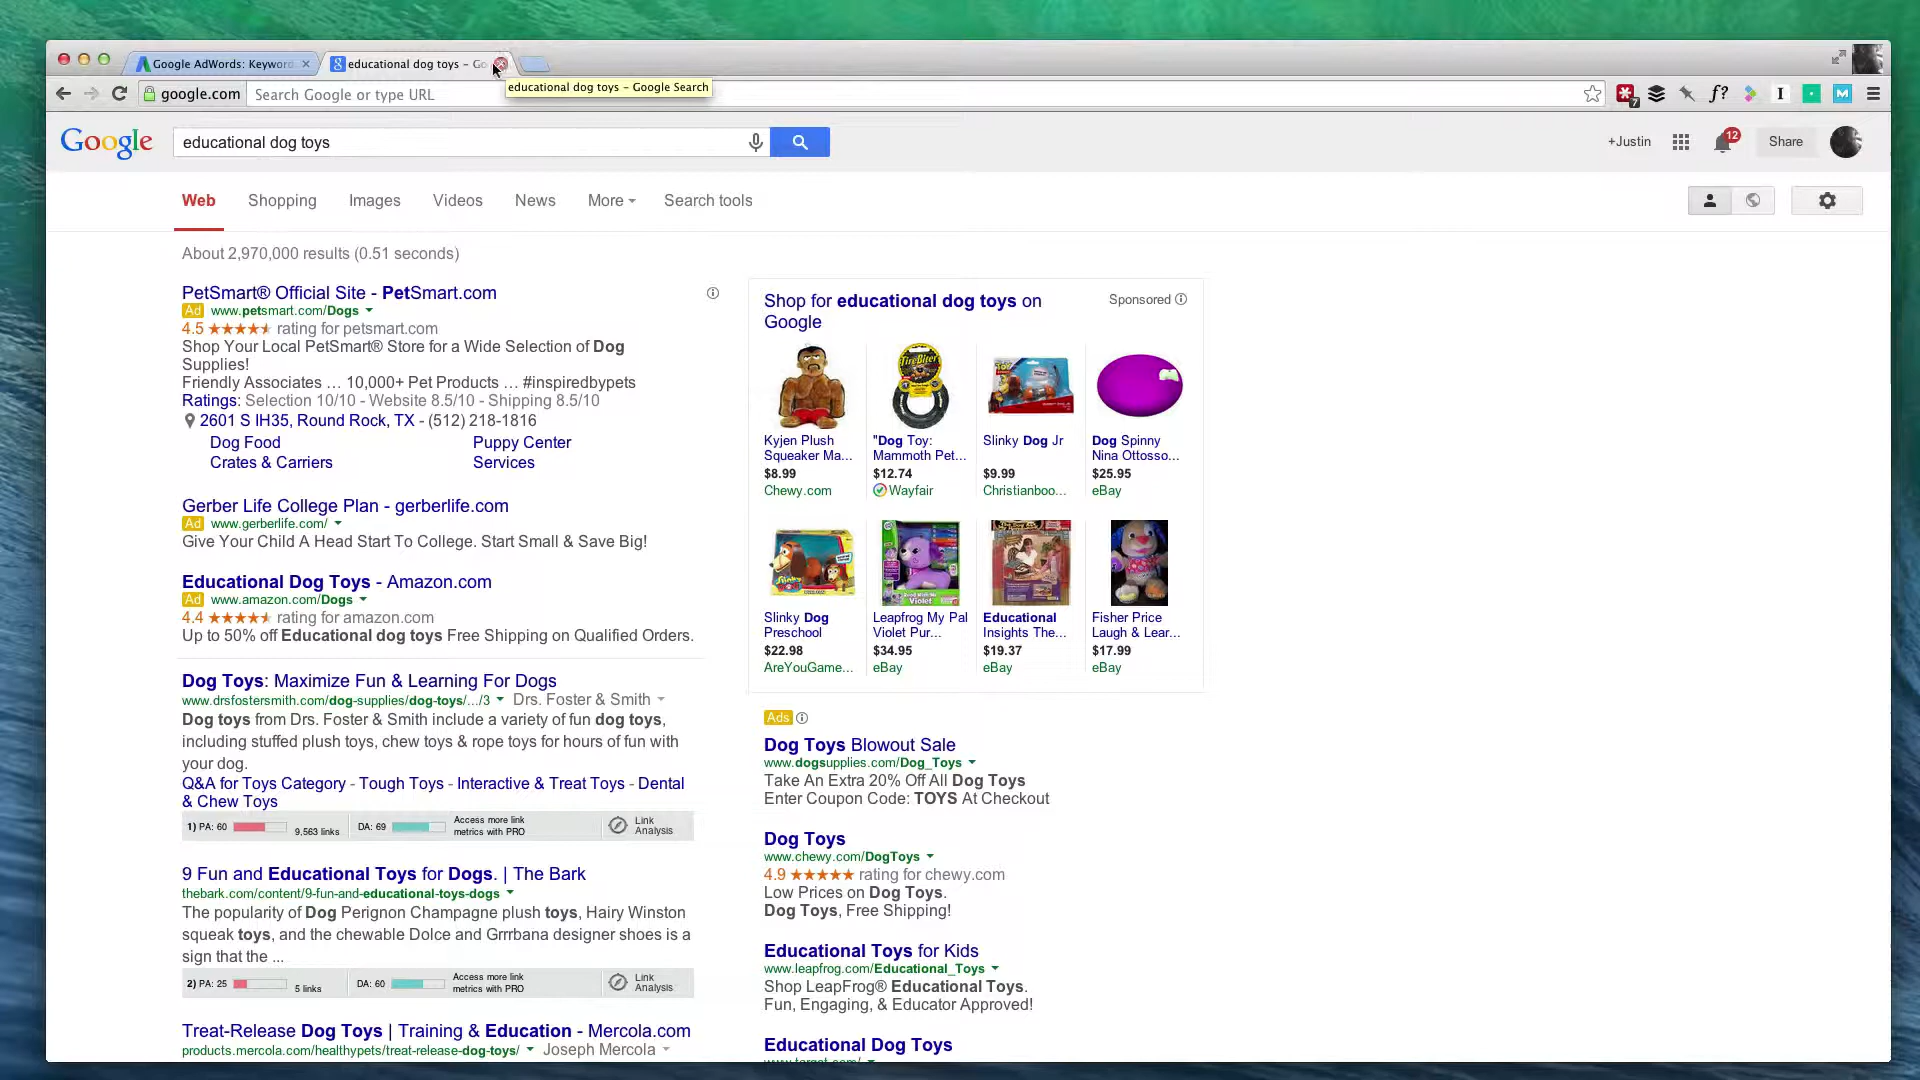 Google AdWords: Keyword
educational dog toys – Go
google.com
Search Google or type URL
educational dog toys – Google Search
7
f?
I
M
Google
educational dog toys
+Justin
12
Share
Web
Shopping
Images
Videos
News
More
Search tools
About 2,970,000 results (0.51 seconds)
PetSmart® Official Site - PetSmart.com
Ad www.petsmart.com/Dogs
4.5 ★★★★★ rating for petsmart.com
Shop Your Local PetSmart® Store for a Wide Selection of Dog
Supplies!
Friendly Associates … 10,000+ Pet Products … #inspiredbypets
Ratings: Selection 10/10 - Website 8.5/10 - Shipping 8.5/10
2601 S IH35, Round Rock, TX - (512) 218-1816
Dog Food
Puppy Center
Crates & Carriers
Services
Gerber Life College Plan - gerberlife.com
Ad www.gerberlife.com/
Give Your Child A Head Start To College. Start Small & Save Big!
Educational Dog Toys - Amazon.com
Ad www.amazon.com/Dogs
4.4 ★★★★★ rating for amazon.com
Up to 50% off Educational dog toys Free Shipping on Qualified Orders.
Dog Toys: Maximize Fun & Learning For Dogs
www.drsfostersmith.com/dog-supplies/dog-toys/.../3 Drs. Foster & Smith
Dog toys from Drs. Foster & Smith include a variety of fun dog toys,
including stuffed plush toys, chew toys & rope toys for hours of fun with
your dog.
Q&A for Toys Category - Tough Toys - Interactive & Treat Toys - Dental
& Chew Toys
1) PA: 60
9,563 links
DA: 69
Access more link
metrics with PRO
Link
Analysis
9 Fun and Educational Toys for Dogs. | The Bark
thebark.com/content/9-fun-and-educational-toys-dogs
The popularity of Dog Perignon Champagne plush toys, Hairy Winston
squeak toys, and the chewable Dolce and Grrrbana designer shoes is a
sign that the ...
2) PA: 25
5 links
DA: 60
Access more link
metrics with PRO
Link
Analysis
Treat-Release Dog Toys | Training & Education - Mercola.com
products.mercola.com/healthypets/treat-release-dog-toys/ Joseph Mercola
Shop for educational dog toys on
Google
Sponsored
Kyjen Plush
Squeaker Ma...
$8.99
Chewy.com
"Dog Toy:
Mammoth Pet...
$12.74
Wayfair
Slinky Dog Jr
$9.99
Christianboo...
Dog Spinny
Nina Ottosso...
$25.95
eBay
Slinky Dog
Preschool
$22.98
AreYouGame...
Leapfrog My Pal
Violet Pur...
$34.95
eBay
Educational
Insights The...
$19.37
eBay
Fisher Price
Laugh & Lear...
$17.99
eBay
Ads
Dog Toys Blowout Sale
www.dogsupplies.com/Dog_Toys
Take An Extra 20% Off All Dog Toys
Enter Coupon Code: TOYS At Checkout
Dog Toys
www.chewy.com/DogToys
4.9 ★★★★★ rating for chewy.com
Low Prices on Dog Toys.
Dog Toys, Free Shipping!
Educational Toys for Kids
www.leapfrog.com/Educational_Toys
Shop LeapFrog® Educational Toys.
Fun, Engaging, & Educator Approved!
Educational Dog Toys
www.target.com/